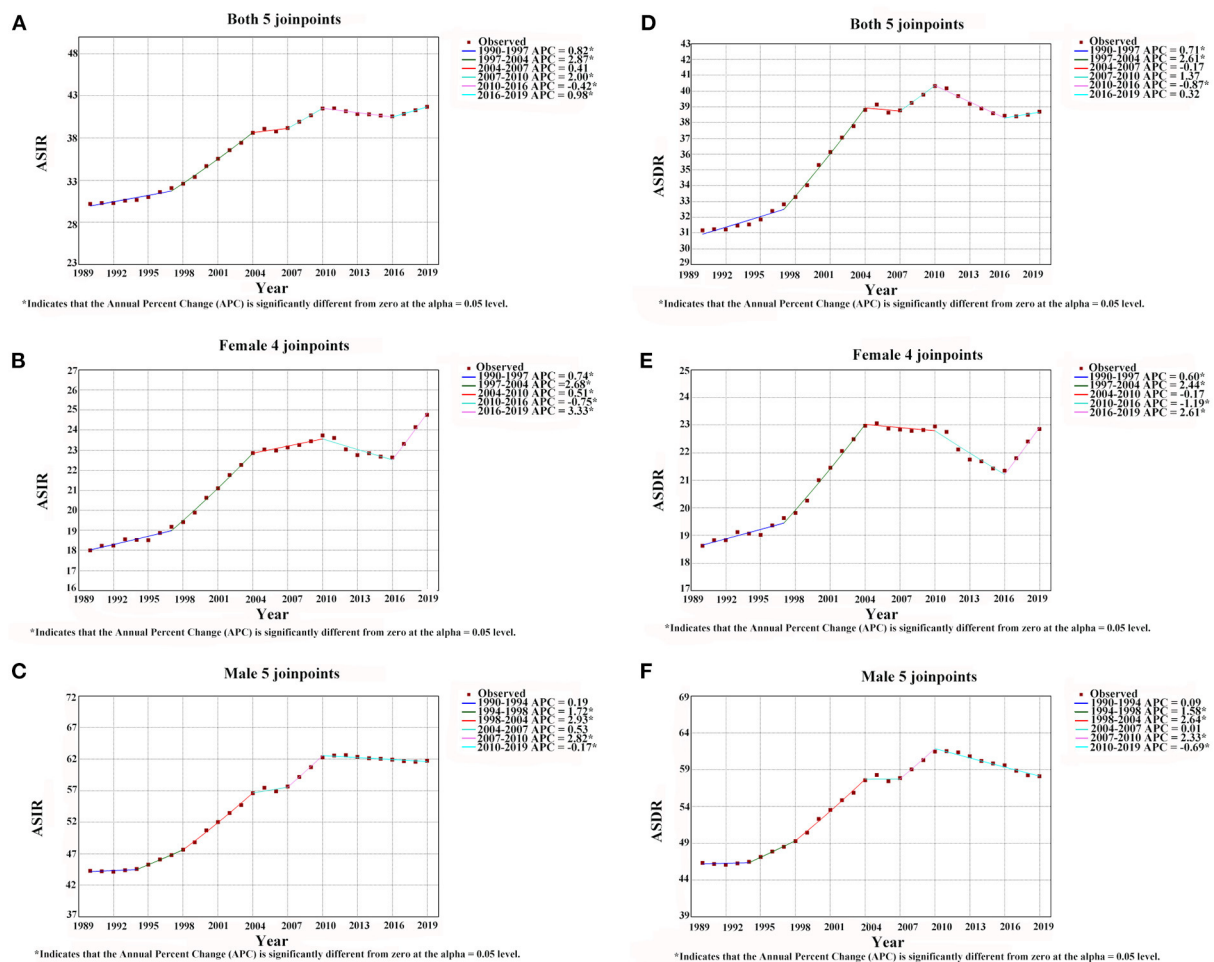 A
Both 5 joinpoints
48
43
38
33
28
23
ASIR
1989 1992 1995 1998 2001 2004 2007 2010 2013 2016 2019
Year
Observed
1990-1997 APC = 0.82*
1997-2004 APC = 2.87*
2004-2007 APC = 0.41
2007-2010 APC = 2.00*
2010-2016 APC = -0.42*
2016-2019 APC = 0.98*
*Indicates that the Annual Percent Change (APC) is significantly different from zero at the alpha = 0.05 level.
D
Both 5 joinpoints
43
42
41
40
39
38
37
36
35
34
33
32
31
30
29
ASDR
1989 1992 1995 1998 2001 2004 2007 2010 2013 2016 2019
Year
Observed
1990-1997 APC = 0.71*
1997-2004 APC = 2.61*
2004-2007 APC = -0.17
2007-2010 APC = 1.37
2010-2016 APC = -0.87*
2016-2019 APC = 0.32
*Indicates that the Annual Percent Change (APC) is significantly different from zero at the alpha = 0.05 level.
B
Female 4 joinpoints
27
26
25
24
23
22
21
20
19
18
17
16
ASIR
1989 1992 1995 1998 2001 2004 2007 2010 2013 2016 2019
Year
Observed
1990-1997 APC = 0.74*
1997-2004 APC = 2.68*
2004-2010 APC = 0.51*
2010-2016 APC = -0.75*
2016-2019 APC = 3.33*
*Indicates that the Annual Percent Change (APC) is significantly different from zero at the alpha = 0.05 level.
E
Female 4 joinpoints
25
24
23
22
21
20
19
18
17
ASDR
1989 1992 1995 1998 2001 2004 2007 2010 2013 2016 2019
Year
Observed
1990-1997 APC = 0.60*
1997-2004 APC = 2.44*
2004-2010 APC = -0.17
2010-2016 APC = -1.19*
2016-2019 APC = 2.61*
*Indicates that the Annual Percent Change (APC) is significantly different from zero at the alpha = 0.05 level.
C
Male 5 joinpoints
72
67
62
57
52
47
42
37
ASIR
1989 1992 1995 1998 2001 2004 2007 2010 2013 2016 2019
Year
Observed
1990-1994 APC = 0.19
1994-1998 APC = 1.72*
1998-2004 APC = 2.93*
2004-2007 APC = 0.53
2007-2010 APC = 2.82*
2010-2019 APC = -0.17*
*Indicates that the Annual Percent Change (APC) is significantly different from zero at the alpha = 0.05 level.
F
Male 5 joinpoints
69
64
59
54
49
44
39
ASDR
1989 1992 1995 1998 2001 2004 2007 2010 2013 2016 2019
Year
Observed
1990-1994 APC = 0.09
1994-1998 APC = 1.58*
1998-2004 APC = 2.64*
2004-2007 APC = 0.01
2007-2010 APC = 2.33*
2010-2019 APC = -0.69*
*Indicates that the Annual Percent Change (APC) is significantly different from zero at the alpha = 0.05 level.